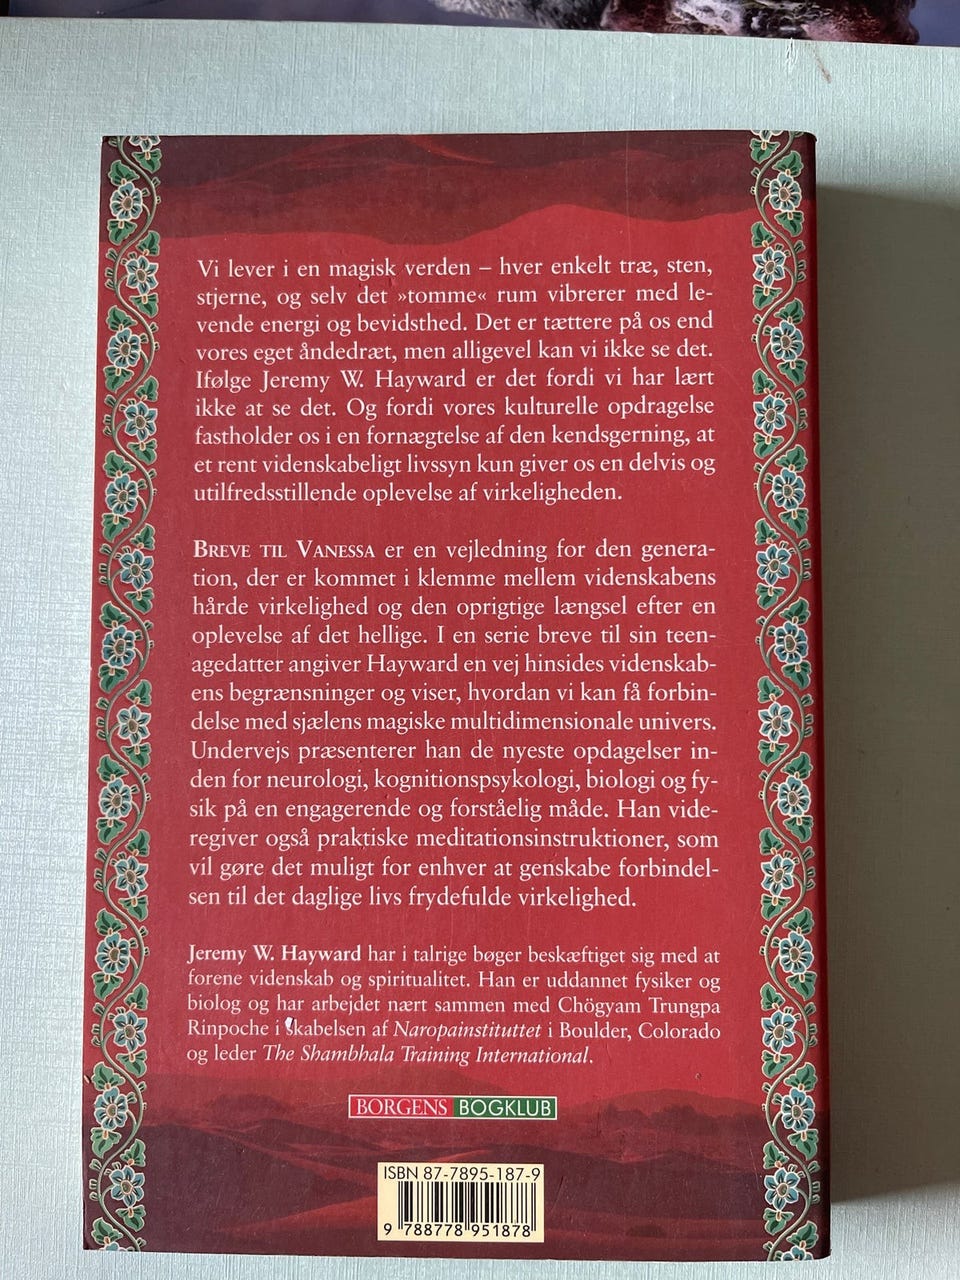 Vi lever i en magisk verden – hver enkelt træ, sten,
stjerne, og selv det »tomme« rum vibrerer med le-
vende energi og bevidsthed. Det er tættere på os end
vores eget åndedræt, men alligevel kan vi ikke se det.
Ifølge Jeremy W. Hayward er det fordi vi har lært
ikke at se det. Og fordi vores kulturelle opdragelse
fastholder os i en fornægtelse af den kendsgerning, at
et rent videnskabeligt livssyn kun giver os en delvis og
utilfredsstillende oplevelse af virkeligheden.
BREVE TIL VANESSA er en vejledning for den genera-
tion, der er kommet i klemme mellem videnskabens
hårde virkelighed og den oprigtige længsel efter en
oplevelse af det hellige. I en serie breve til sin teen-
agedatter angiver Hayward en vej hinsides videnskab-
ens begrænsninger og viser, hvordan vi kan få forbin-
delse med sjælens magiske multidimensionale univers.
Undervejs præsenterer han de nyeste opdagelser in-
den for neurologi, kognitionspsykologi, biologi og fy-
sik på en engagerende og forståelig måde. Han vide-
regiver også praktiske meditationsinstruktioner, som
vil gøre det muligt for enhver at genskabe forbindel-
sen til det daglige livs frydefulde virkelighed.
Jeremy W. Hayward har i talrige bøger beskæftiget sig med at
forene videnskab og spiritualitet. Han er uddannet fysiker og
biolog og har arbejdet nært sammen med Chögyam Trungpa
Rinpoche i skabelsen af Naropainstituttet i Boulder, Colorado
og leder The Shambhala Training International.
BORGENS BOGKLUB
ISBN 87-7895-187-9
9 788778 951878